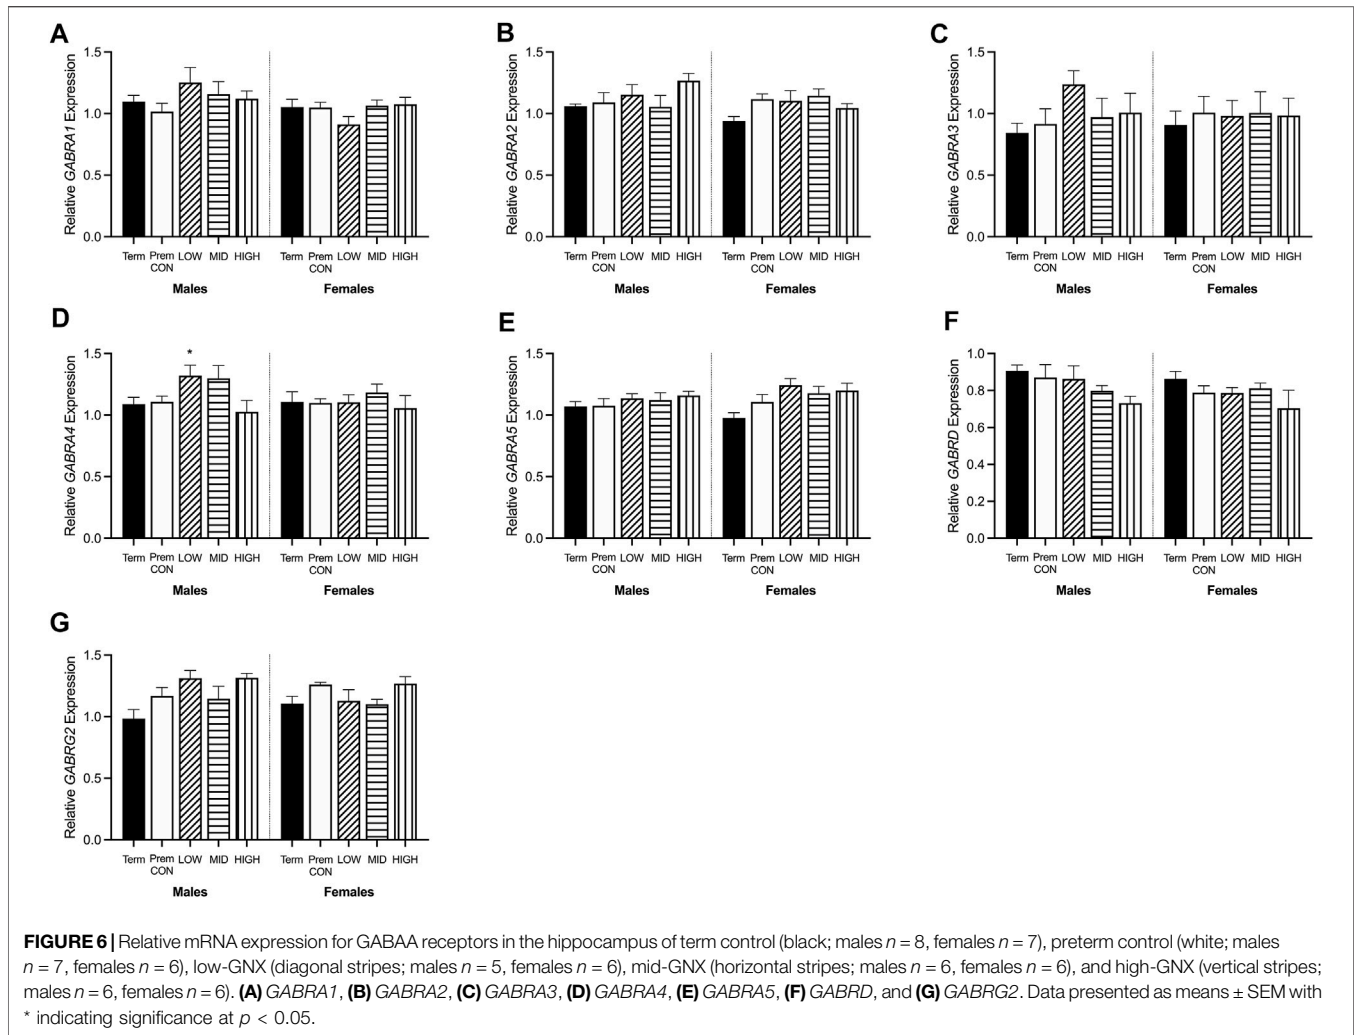 A
B
C
Relative GABRA1 Expression
1.5
1.0
0.5
0.0
Term Prem CON LOW MID HIGH Term Prem CON LOW MID HIGH
Males Females
Relative GABRA2 Expression
1.5
1.0
0.5
0.0
Term Prem CON LOW MID HIGH Term Prem CON LOW MID HIGH
Males Females
Relative GABRA3 Expression
1.5
1.0
0.5
0.0
Term Prem CON LOW MID HIGH Term Prem CON LOW MID HIGH
Males Females
D
E
F
Relative GABRA4 Expression
1.5
1.0
0.5
0.0
*
Term Prem CON LOW MID HIGH Term Prem CON LOW MID HIGH
Males Females
Relative GABRA5 Expression
1.5
1.0
0.5
0.0
Term Prem CON LOW MID HIGH Term Prem CON LOW MID HIGH
Males Females
Relative GABRD Expression
1.0
0.8
0.6
0.4
0.2
0.0
Term Prem CON LOW MID HIGH Term Prem CON LOW MID HIGH
Males Females
G
Relative GABRG2 Expression
1.5
1.0
0.5
0.0
Term Prem CON LOW MID HIGH Term Prem CON LOW MID HIGH
Males Females
FIGURE 6 | Relative mRNA expression for GABAA receptors in the hippocampus of term control (black; males n = 8, females n = 7), preterm control (white; males
n = 7, females n = 6), low-GNX (diagonal stripes; males n = 5, females n = 6), mid-GNX (horizontal stripes; males n = 6, females n = 6), and high-GNX (vertical stripes;
males n = 6, females n = 6). (A) GABRA1, (B) GABRA2, (C) GABRA3, (D) GABRA4, (E) GABRA5, (F) GABRD, and (G) GABRG2. Data presented as means ± SEM with
* indicating significance at p < 0.05.